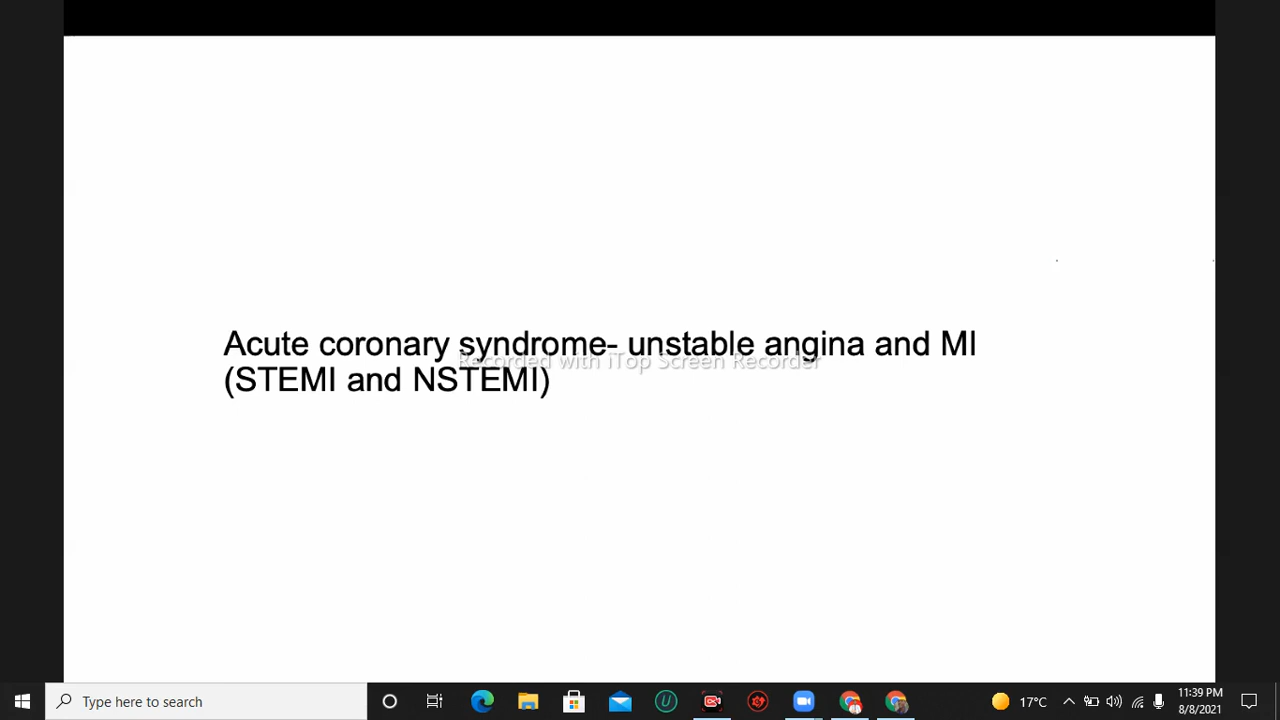 Acute coronary syndrome- unstable angina and MI
Recorded with iTop Screen Recorder
(STEMI and NSTEMI)
Type here to search
17°C
11:39 PM
8/8/2021